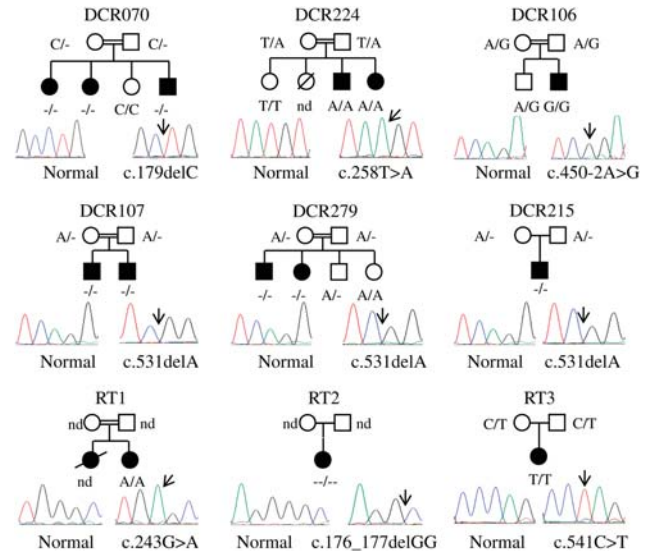 DCR070 DCR224 DCR106
C/- C/- T/A T/A A/G A/G
-/- -/- C/C -/- T/T nd A/A A/A A/G G/G
Normal c.179delC Normal c.258T>A Normal c.450-2A>G
DCR107 DCR279 DCR215
A/- A/- A/- A/- A/- A/-
-/- -/- -/- -/- A/- A/A -/-
Normal c.531delA Normal c.531delA Normal c.531delA
RT1 RT2 RT3
nd nd nd nd C/T C/T
nd A/A --/-- T/T
Normal c.243G>A Normal c.176_177delGG Normal c.541C>T